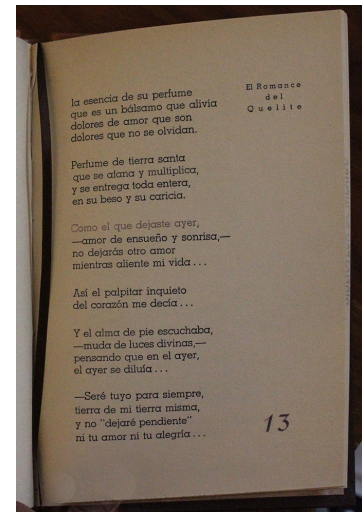 la esencia de su perfume
que es un bálsamo que alivia
dolores de amor que son
dolores que no se olvidan.
El Romance
del
Quelite
Perfume de tierra santa
que se alana y multiplica,
y se entrega toda entera,
en su beso y su caricia.
Como el que dejaste ayer,
—amor de ensueño y sonrisa,—
no dejarás otro amor
mientras aliente mi vida . . .
Así el palpitar inquieto
del corazón me decía . . .
Y el alma de pie escuchaba,
—muda de luces divinas,—
pensando que en el ayer,
el ayer se diluía . . .
—Seré tuyo para siempre,
tierra de mi tierra misma,
y no "dejaré pendiente"
ni tu amor ni tu alegría . . .
13